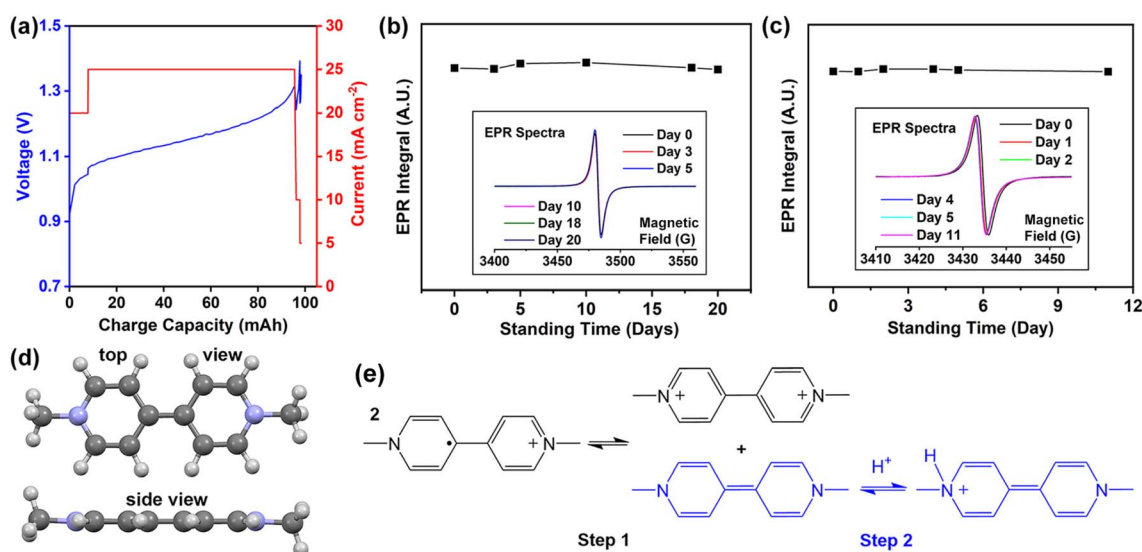 (a)
1.5
1.3
1.1
0.9
0.7
Voltage (V)
0 20 40 60 80 100
Charge Capacity (mAh)
35
30
25
20
15
10
5
0
Current (mA cm⁻²)
(b)
EPR Integral (A.U.)
EPR Spectra
Day 0
Day 3
Day 5
Day 10
Day 18
Day 20
Magnetic
Field (G)
3400 3450 3500 3550
0 5 10 15 20
Standing Time (Days)
(c)
EPR Integral (A.U.)
EPR Spectra
Day 0
Day 1
Day 2
Day 4
Day 5
Day 11
Magnetic
Field (G)
3410 3420 3430 3440 3450
0 3 6 9 12
Standing Time (Day)
(d)
top view
side view
(e)
2
N
N
+
N
+
N
+
+
N
N
H⁺
H
N
+
N
Step 1
Step 2